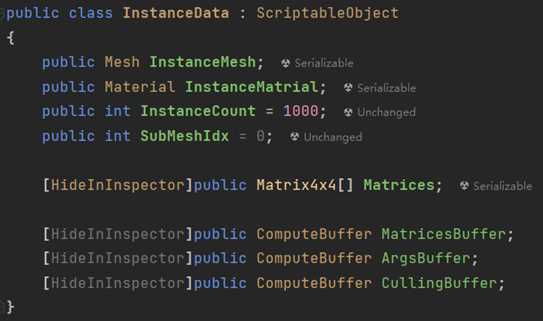 public class InstanceData : ScriptableObject
{
public Mesh InstanceMesh; Serializable
public Material InstanceMatrial; Serializable
public int InstanceCount = 1000; Unchanged
public int SubMeshIdx = 0; Unchanged
[HideInInspector]public Matrix4x4[] Matrices; Serializable
[HideInInspector]public ComputeBuffer MatricesBuffer;
[HideInInspector]public ComputeBuffer ArgsBuffer;
[HideInInspector]public ComputeBuffer CullingBuffer;
}